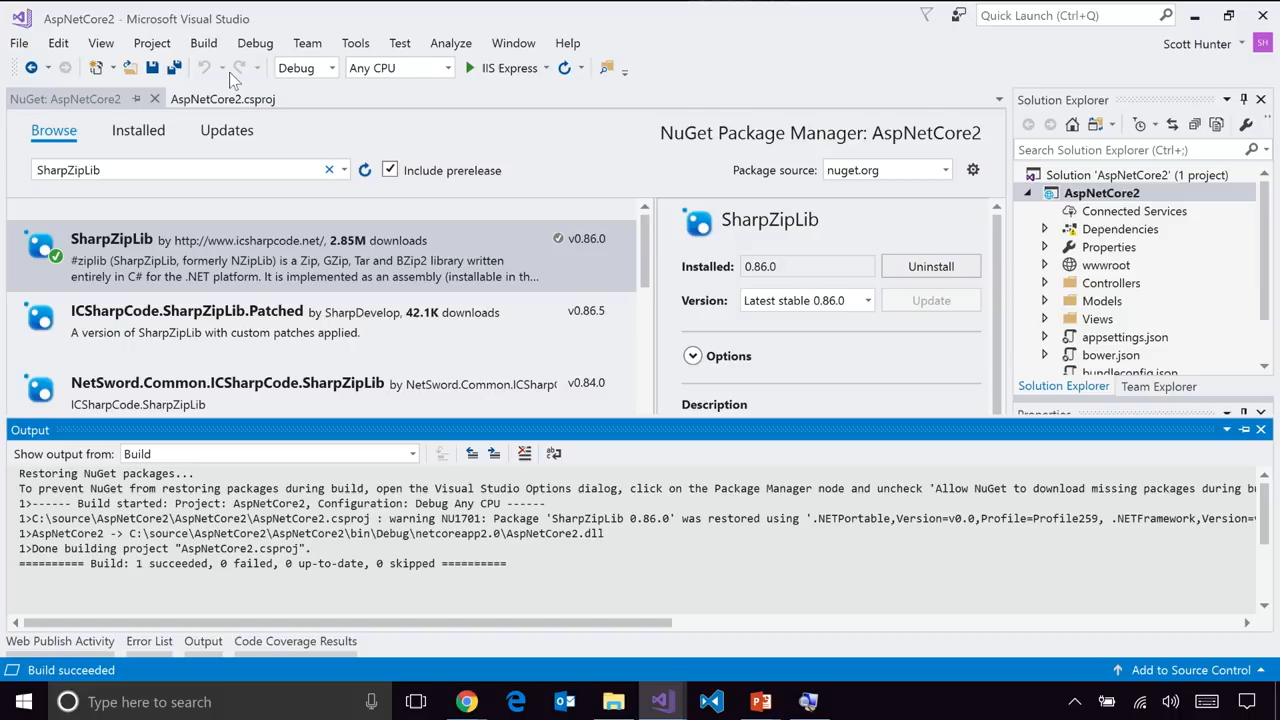 AspNetCore2 - Microsoft Visual Studio
Quick Launch (Ctrl+Q)
File Edit View Project Build Debug Team Tools Test Analyze Window Help
Scott Hunter SH
Debug Any CPU IIS Express
NuGet: AspNetCore2 AspNetCore2.csproj
Browse Installed Updates
NuGet Package Manager: AspNetCore2
SharpZipLib
Include prerelease
Package source: nuget.org
SharpZipLib by http://www.icsharpcode.net/, 2.85M downloads v0.86.0
#ziplib (SharpZipLib, formerly NZipLib) is a Zip, GZip, Tar and BZip2 library written
entirely in C# for the .NET platform. It is implemented as an assembly (installable in th...
ICSharpCode.SharpZipLib.Patched by SharpDevelop, 42.1K downloads v0.86.5
A version of SharpZipLib with custom patches applied.
NetSword.Common.ICSharpCode.SharpZipLib by NetSword.Common.ICSharp v0.84.0
ICSharpCode.SharpZipLib
SharpZipLib
Installed: 0.86.0 Uninstall
Version: Latest stable 0.86.0 Update
Options
Description
Solution Explorer
Search Solution Explorer (Ctrl+;)
Solution 'AspNetCore2' (1 project)
AspNetCore2
Connected Services
Dependencies
Properties
wwwroot
Controllers
Models
Views
appsettings.json
bower.json
bundleconfig.json
Solution Explorer Team Explorer
Properties
Output
Show output from: Build
Restoring NuGet packages...
To prevent NuGet from restoring packages during build, open the Visual Studio Options dialog, click on the Package Manager node and uncheck 'Allow NuGet to download missing packages during bu
1>------ Build started: Project: AspNetCore2, Configuration: Debug Any CPU ------
1>C:\source\AspNetCore2\AspNetCore2\AspNetCore2.csproj : warning NU1701: Package 'SharpZipLib 0.86.0' was restored using '.NETPortable,Version=v0.0,Profile=Profile259, .NETFramework,Version=
1>AspNetCore2 -> C:\source\AspNetCore2\AspNetCore2\bin\Debug\netcoreapp2.0\AspNetCore2.dll
1>Done building project "AspNetCore2.csproj".
========== Build: 1 succeeded, 0 failed, 0 up-to-date, 0 skipped ==========
Web Publish Activity Error List Output Code Coverage Results
Build succeeded
Add to Source Control
Type here to search